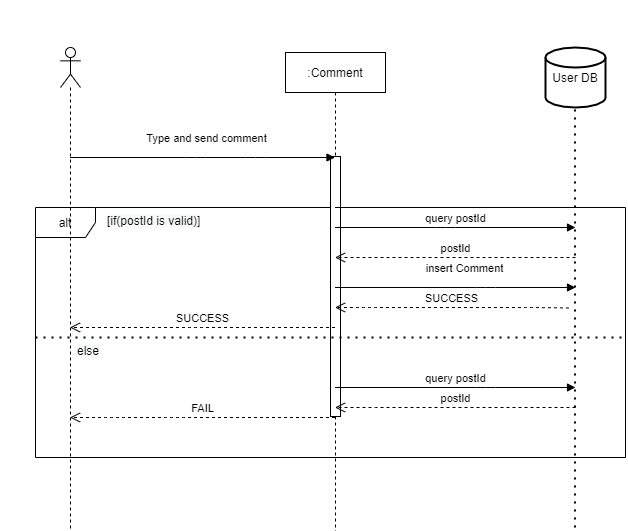 :Comment
User DB
Type and send comment
alt
[if(postId is valid)]
query postId
postId
insert Comment
SUCCESS
SUCCESS
else
query postId
postId
FAIL